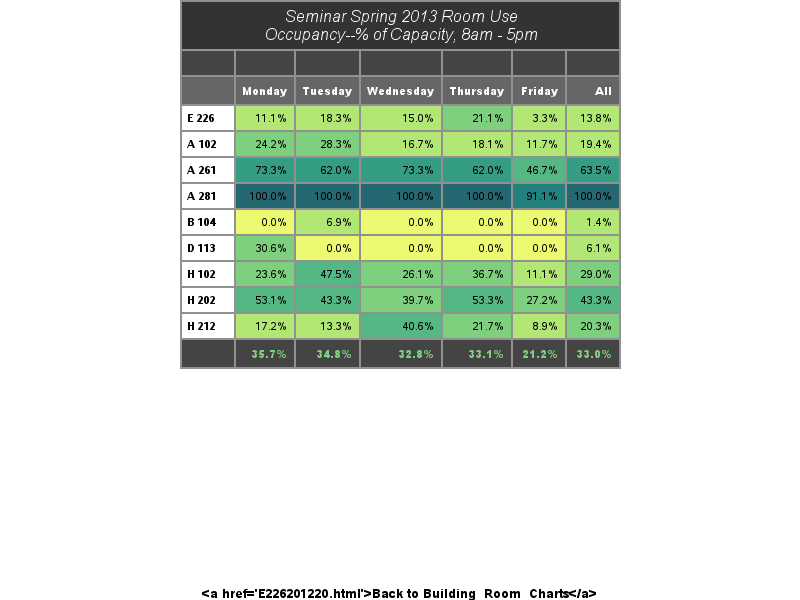 Seminar Spring 2013 Room Use
Occupancy--% of Capacity, 8am - 5pm
Monday Tuesday Wednesday Thursday Friday All
E 226 11.1% 18.3% 15.0% 21.1% 3.3% 13.8%
A 102 24.2% 28.3% 16.7% 18.1% 11.7% 19.4%
A 261 73.3% 62.0% 73.3% 62.0% 46.7% 63.5%
A 281 100.0% 100.0% 100.0% 100.0% 91.1% 100.0%
B 104 0.0% 6.9% 0.0% 0.0% 0.0% 1.4%
D 113 30.6% 0.0% 0.0% 0.0% 0.0% 6.1%
H 102 23.6% 47.5% 26.1% 36.7% 11.1% 29.0%
H 202 53.1% 43.3% 39.7% 53.3% 27.2% 43.3%
H 212 17.2% 13.3% 40.6% 21.7% 8.9% 20.3%
35.7% 34.8% 32.8% 33.1% 21.2% 33.0%
<a href='E226201220.html'>Back to Building_Room_Charts</a>